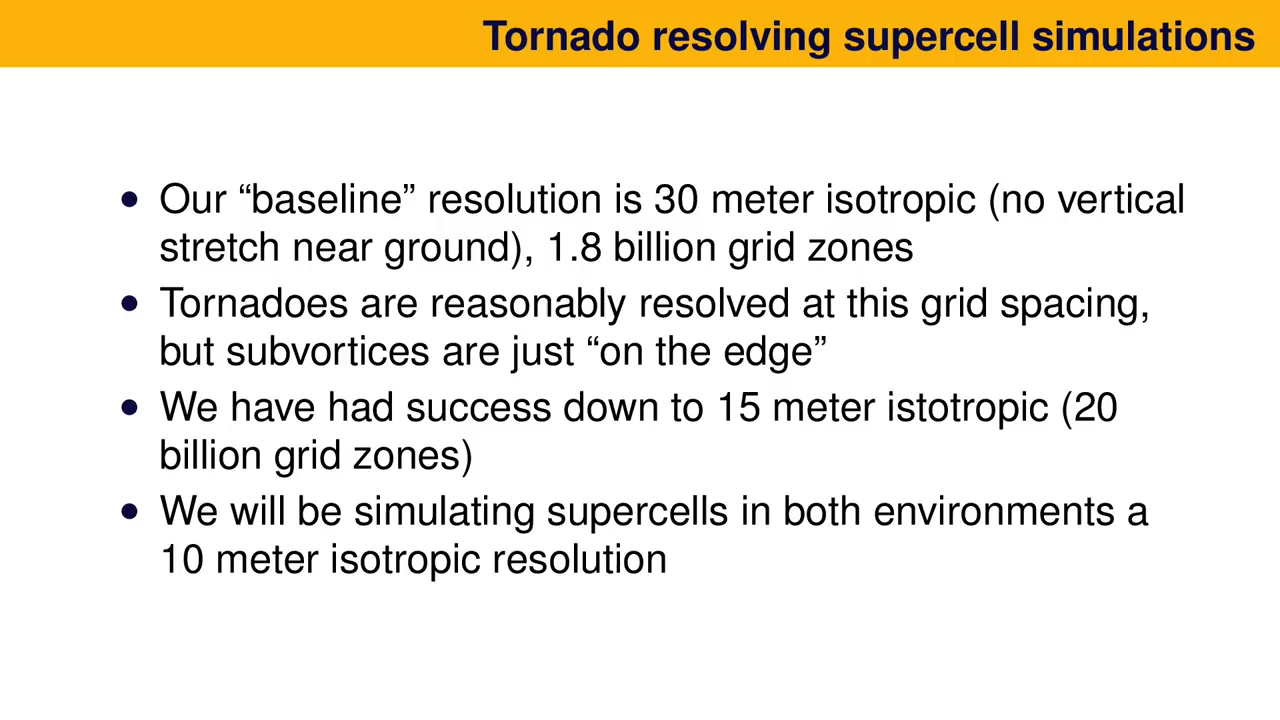 Tornado resolving supercell simulations
• Our “baseline” resolution is 30 meter isotropic (no vertical
stretch near ground), 1.8 billion grid zones
• Tornadoes are reasonably resolved at this grid spacing,
but subvortices are just “on the edge”
• We have had success down to 15 meter istotropic (20
billion grid zones)
• We will be simulating supercells in both environments a
10 meter isotropic resolution